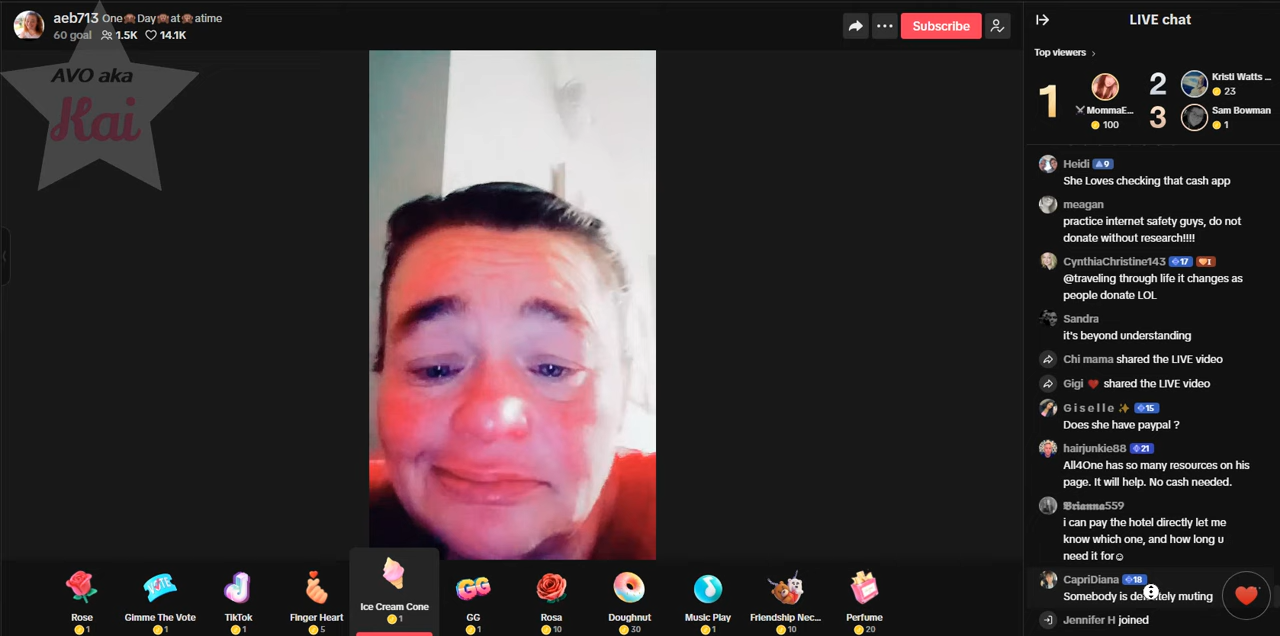 aeb713 One🙈Day🙈at🙈atime
60 goal 1.5K 14.1K
Subscribe
AVO aka
Kai
LIVE chat
Top viewers >
1 MommaE... 100
2 Kristi Watts ... 23
3 Sam Bowman 1
Heidi 9
She Loves checking that cash app
meagan
practice internet safety guys, do not
donate without research!!!!
CynthiaChristine143 17 I
@traveling through life it changes as
people donate LOL
Sandra
it's beyond understanding
Chi mama shared the LIVE video
Gigi ❤️ shared the LIVE video
G i s e l l e ✨ 15
Does she have paypal ?
hairjunkie88 21
All4One has so many resources on his
page. It will help. No cash needed.
𝕭𝖗𝖎𝖆𝖓𝖓𝖆559
i can pay the hotel directly let me
know which one, and how long u
need it for☺
CapriDiana 18
Somebody is muting
Jennifer H joined
Rose 1
VOTE
Gimme The Vote 1
TikTok 1
Finger Heart 5
Ice Cream Cone 1
GG
GG 1
Rosa 10
Doughnut 30
Music Play 1
Friendship Nec... 10
Perfume 20